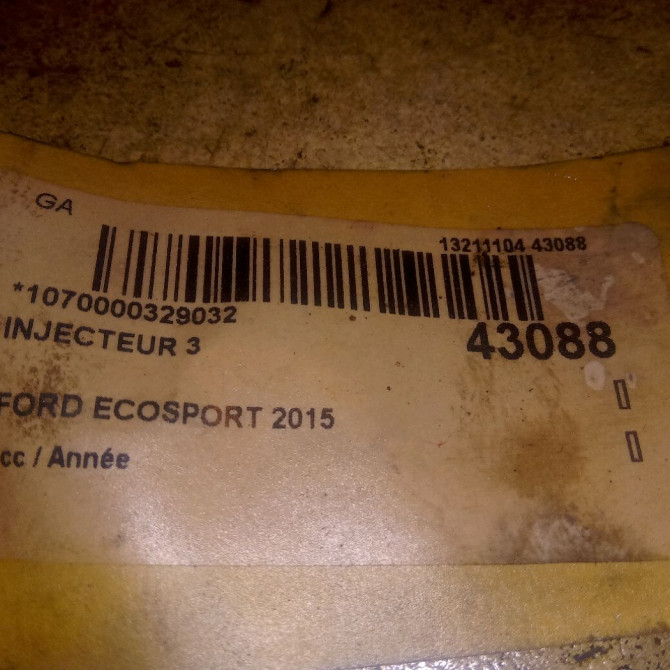 GA
13211104 43088
*1070000329032
INJECTEUR 3
43088
FORD ECOSPORT 2015
cc / Année